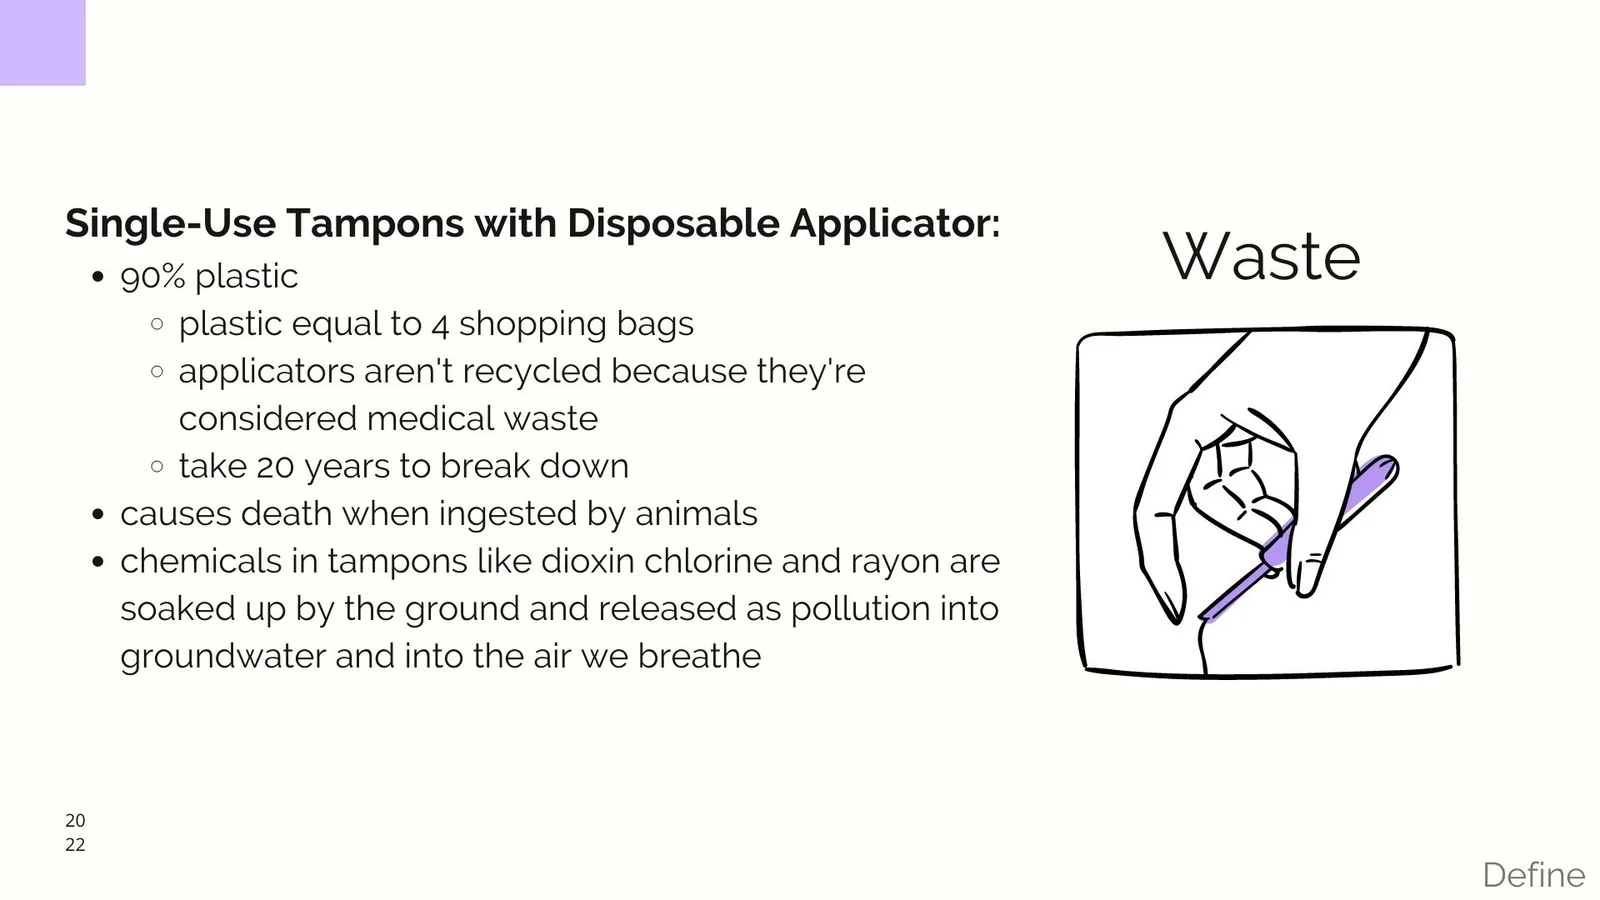 Single-Use Tampons with Disposable Applicator:
• 90% plastic
○ plastic equal to 4 shopping bags
○ applicators aren't recycled because they're
considered medical waste
○ take 20 years to break down
• causes death when ingested by animals
• chemicals in tampons like dioxin chlorine and rayon are
soaked up by the ground and released as pollution into
groundwater and into the air we breathe
Waste
20
22
Define